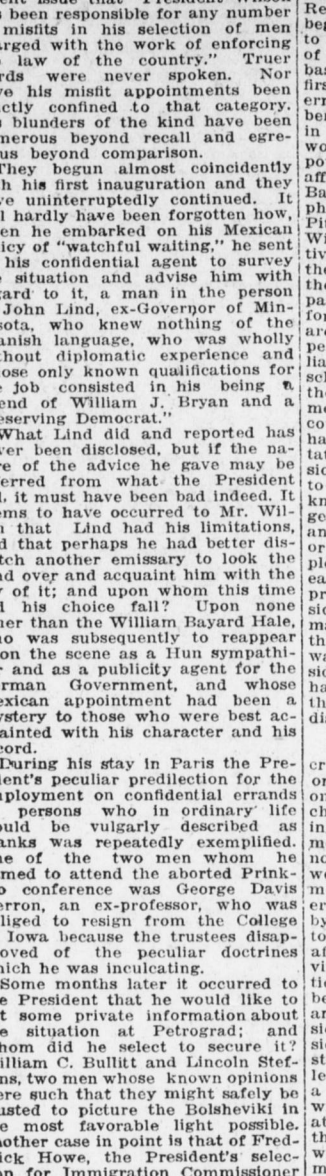 ent issue that President Wilson
s been responsible for any number
misfits in his selection of men
arged with the work of enforcing
law of the country." Truer
rds were never spoken. Nor
ve his misfit appointments been
ctly confined to that category.
blunders of the kind have been
merous beyond recall and egre-
us beyond comparison.
They begun almost coincidently
h his first inauguration and they
ve uninterruptedly continued. It
l hardly have been forgotten how,
en he embarked on his Mexican
icy of "watchful waiting," he sent
his confidential agent to survey
situation and advise him with
ard to it, a man in the person
John Lind, ex-Governor of Min-
sota, who knew nothing of the
anish language, who was wholly
hout diplomatic experience and
ose only known qualifications for
job consisted in his being a
end of William J. Bryan and a
eserving Democrat."
What Lind did and reported has
ver been disclosed, but if the na-
re of the advice he gave may be
erred from what the President
, it must have been bad indeed. It
ems to have occurred to Mr. Wil-
that Lind had his limitations,
d that perhaps he had better dis-
tch another emissary to look the
nd over and acquaint him with the
y of it; and upon whom this time
d his choice fall? Upon none
her than the William Bayard Hale,
ho was subsequently to reappear
on the scene as a Hun sympathi-
r and as a publicity agent for the
erman Government, and whose
exican appointment had been a
ystery to those who were best ac-
ainted with his character and his
cord.
During his stay in Paris the Pre-
dent's peculiar predilection for the
mployment on confidential errands
persons who in ordinary life
ould be vulgarly described as
anks was repeatedly exemplified.
ne of the two men whom he
med to attend the aborted Prink-
o conference was George Davis
erron, an ex-professor, who was
liged to resign from the College
Iowa because the trustees disap-
oved of the peculiar doctrines
hich he was inculcating.
Some months later it occurred to
e President that he would like to
t some private information about
e situation at Petrograd; and
hom did he select to secure it?
illiam C. Bullitt and Lincoln Stef-
ns, two men whose known opinions
ere such that they might safely be
usted to picture the Bolsheviki in
e most favorable light possible.
nother case in point is that of Fred-
ick Howe, the President's selec-
on for Immigration Commissioner